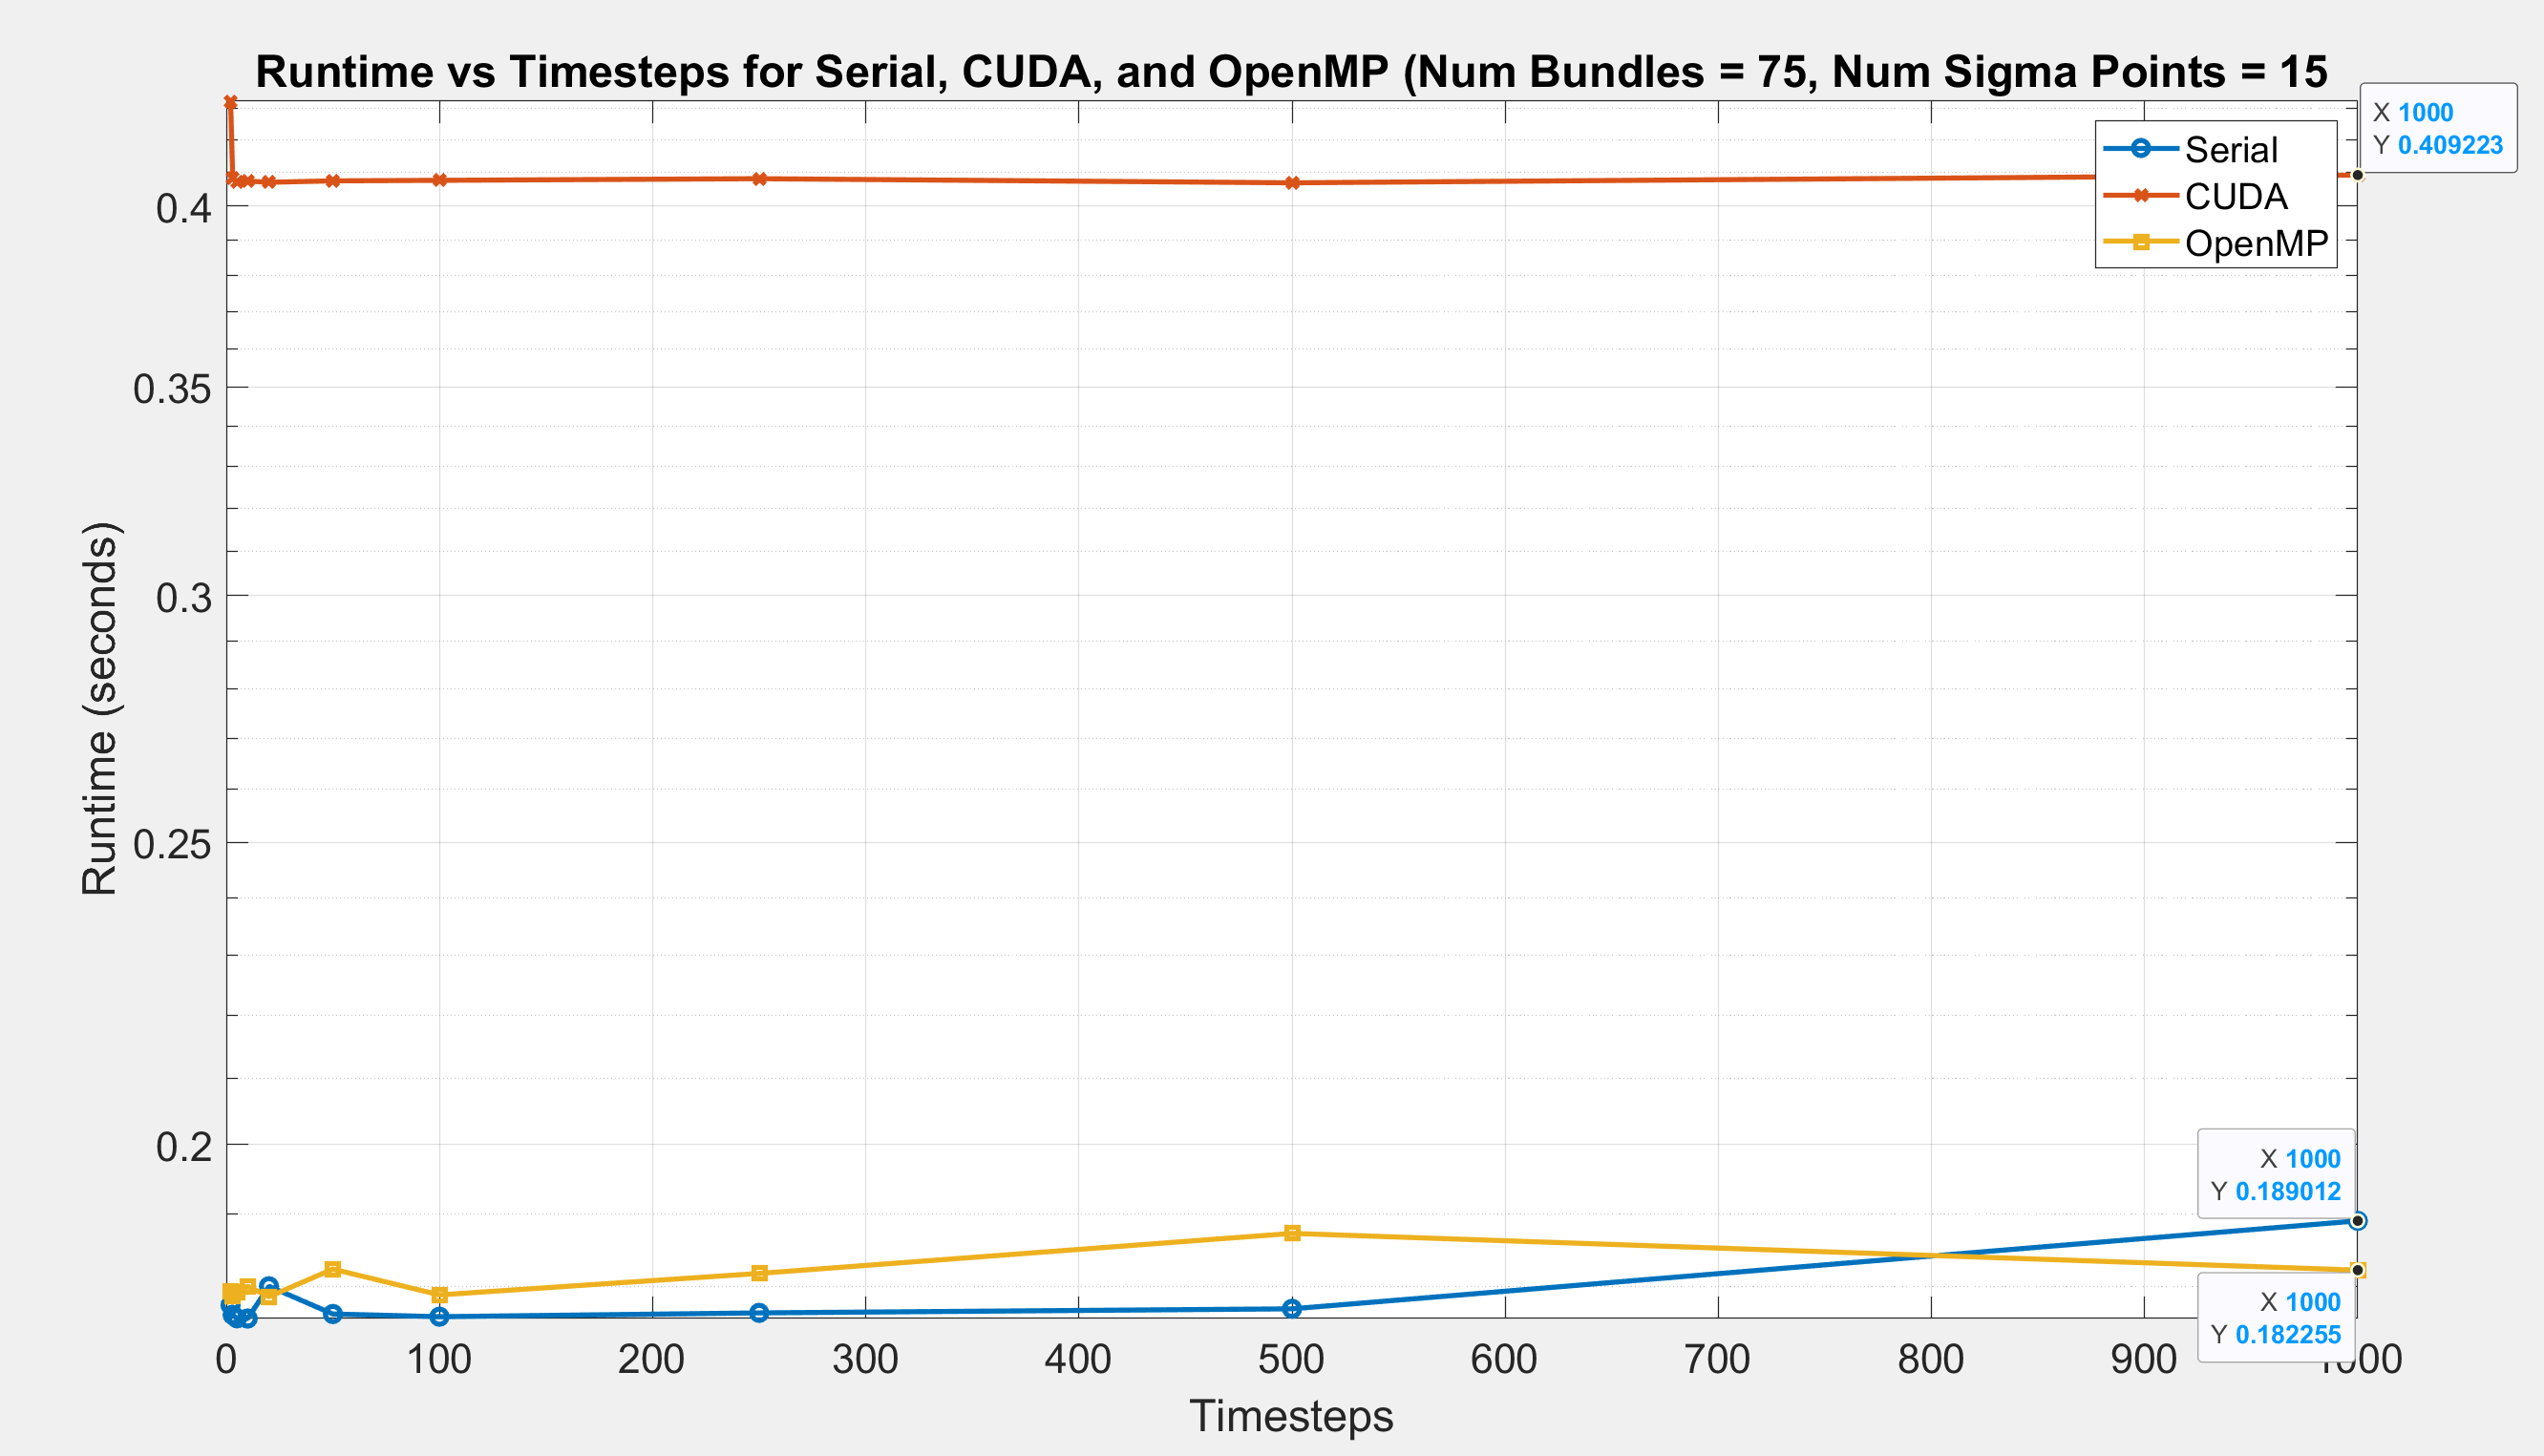 Runtime vs Timesteps for Serial, CUDA, and OpenMP (Num Bundles = 75, Num Sigma Points = 15
X 1000
Y 0.409223
Serial
CUDA
OpenMP
0.4
0.35
0.3
0.25
0.2
Runtime (seconds)
X 1000
Y 0.189012
X 1000
Y 0.182255
0 100 200 300 400 500 600 700 800 900 1000
Timesteps